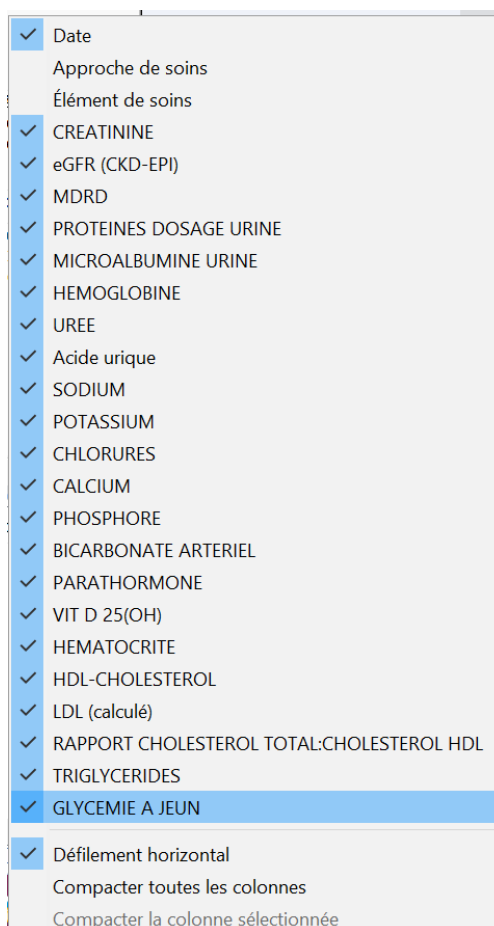 Date
Approche de soins
Élément de soins
CREATININE
eGFR (CKD-EPI)
MDRD
PROTEINES DOSAGE URINE
MICROALBUMINE URINE
HEMOGLOBINE
UREE
Acide urique
SODIUM
POTASSIUM
CHLORURES
CALCIUM
PHOSPHORE
BICARBONATE ARTERIEL
PARATHORMONE
VIT D 25(OH)
HEMATOCRITE
HDL-CHOLESTEROL
LDL (calculé)
RAPPORT CHOLESTEROL TOTAL:CHOLESTEROL HDL
TRIGLYCERIDES
GLYCEMIE A JEUN
Défilement horizontal
Compacter toutes les colonnes
Compacter la colonne sélectionnée